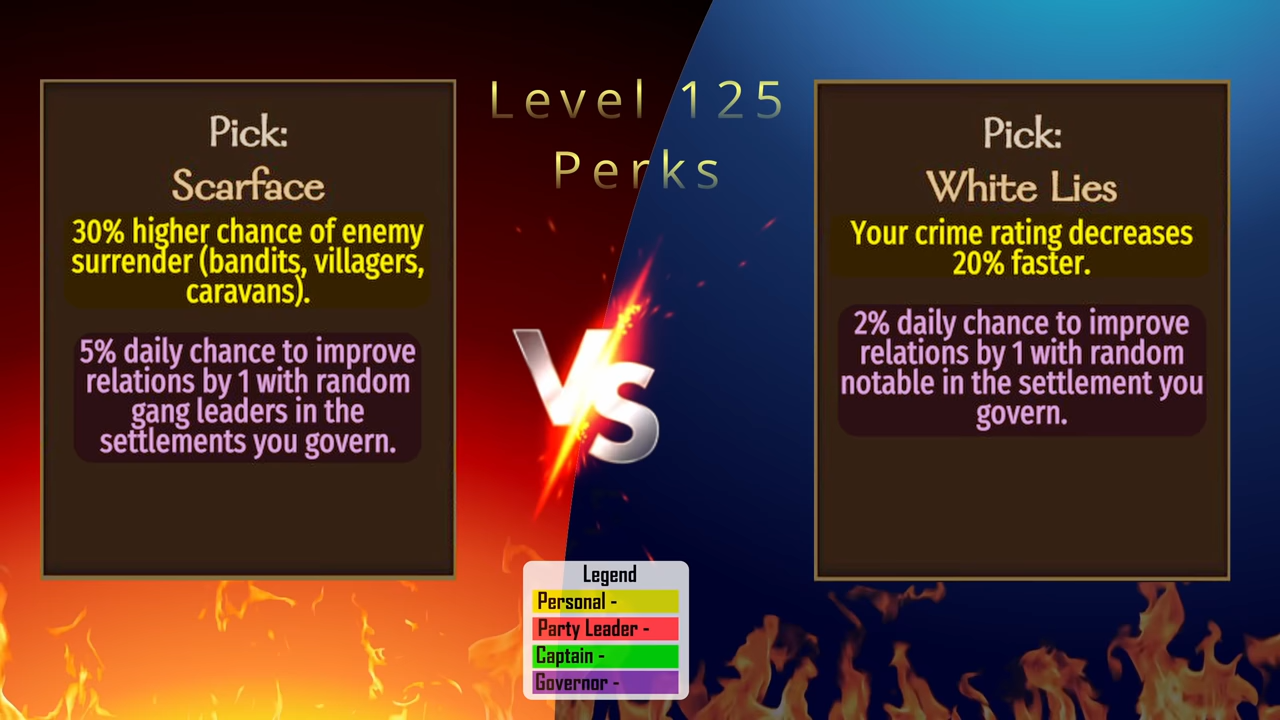 Level 125
Perks
Pick:
Scarface
30% higher chance of enemy
surrender (bandits, villagers,
caravans).
5% daily chance to improve
relations by 1 with random
gang leaders in the
settlements you govern.
VS
Pick:
White Lies
Your crime rating decreases
20% faster.
2% daily chance to improve
relations by 1 with random
notable in the settlement you
govern.
Legend
Personal -
Party Leader -
Captain -
Governor -